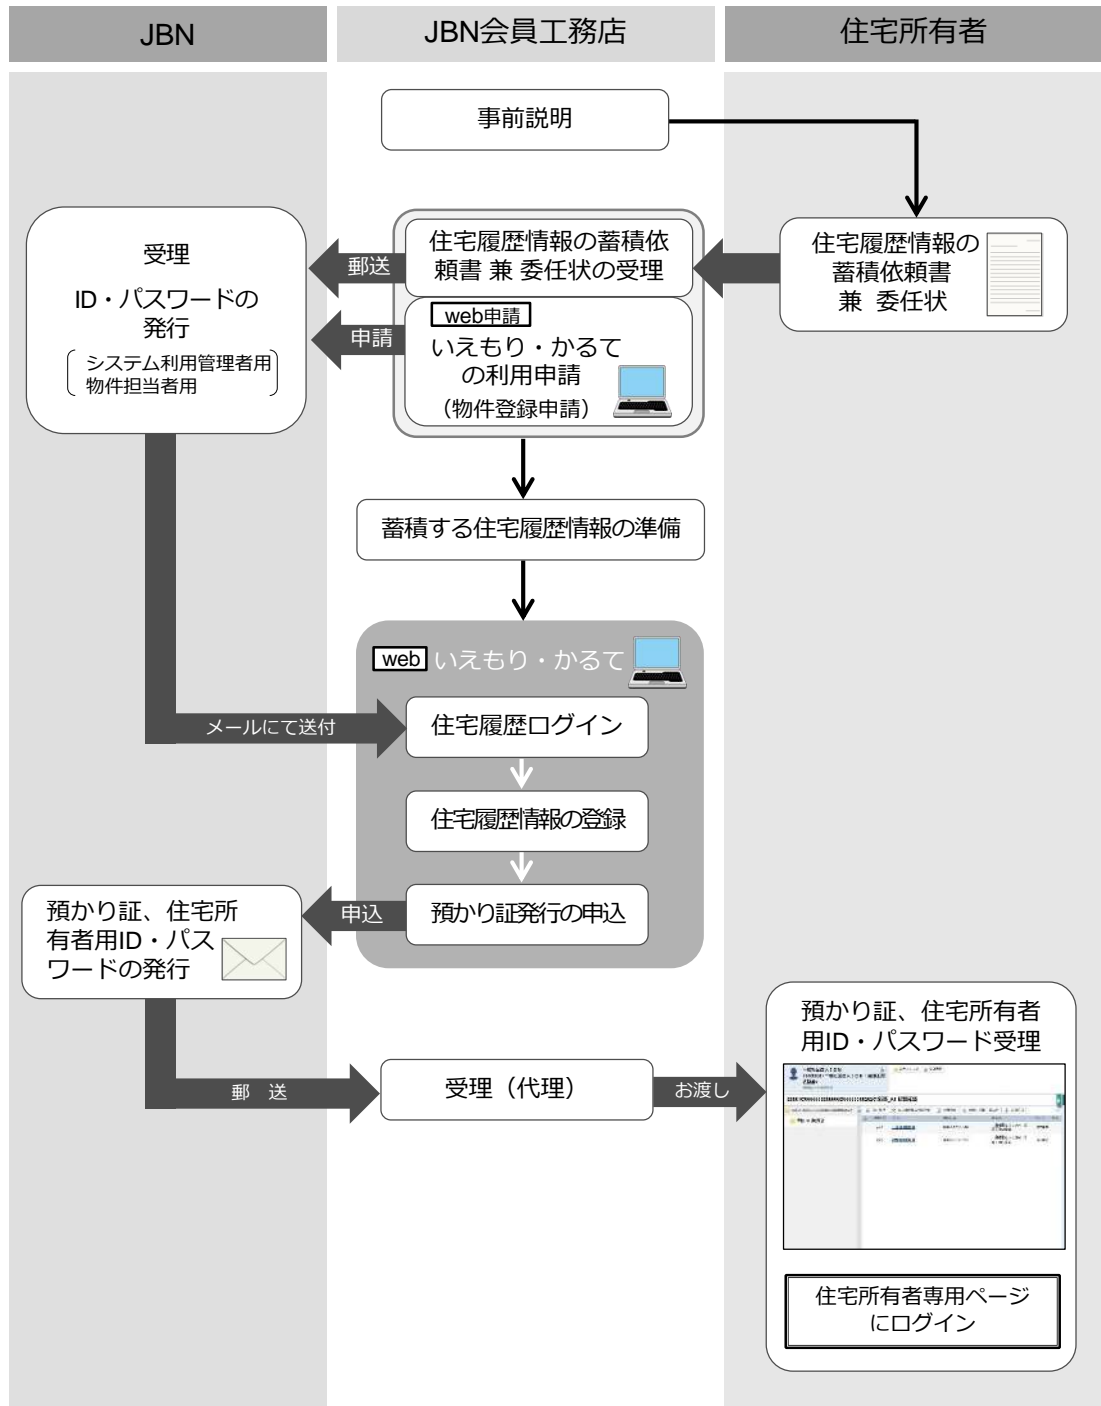 JBN
JBN会員工務店
住宅所有者
事前説明
住宅履歴情報の
蓄積依頼書
兼 委任状
住宅履歴情報の蓄積依
頼書 兼 委任状の受理
郵送
web申請
いえもり・かるて
の利用申請
（物件登録申請）
申請
受理
ID・パスワードの
発行
システム利用管理者用
物件担当者用
蓄積する住宅履歴情報の準備
web いえもり・かるて
メールにて送付
住宅履歴ログイン
住宅履歴情報の登録
預かり証発行の申込
申込
預かり証、住宅所
有者用ID・パス
ワードの発行
郵　送
受理（代理）
お渡し
預かり証、住宅所有者
用ID・パスワード受理
住宅所有者専用ページ
にログイン